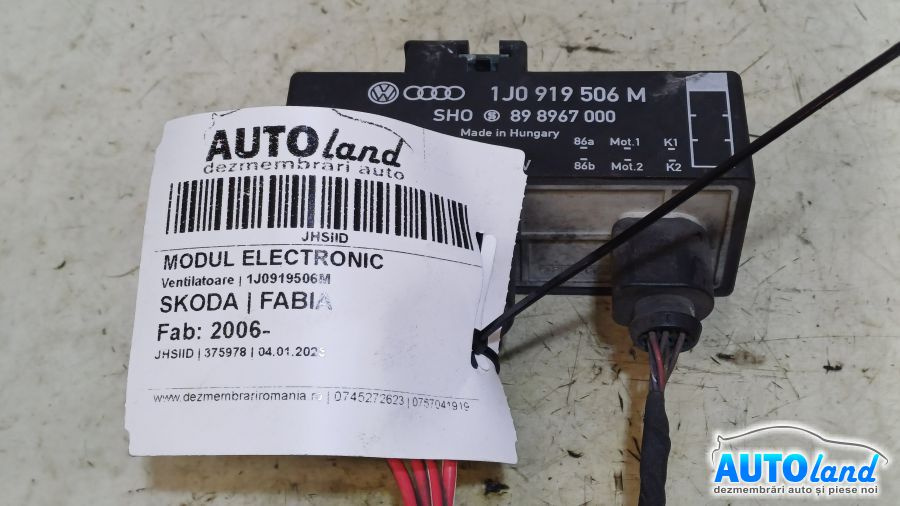 1J0 919 506 M
SHO 89 8967 000
Made in Hungary
86a Mot.1 K1
86b Mot.2 K2
AUTOland
dezmembrari auto
JHSIID
MODUL ELECTRONIC
Ventilatoare | 1J0919506M
SKODA | FABIA
Fab: 2006-
JHSIID | 375978 | 04.01.202
www.dezmembrariromania.ro | 0745272623 | 0757041919
AUTOland
dezmembrări auto și piese noi